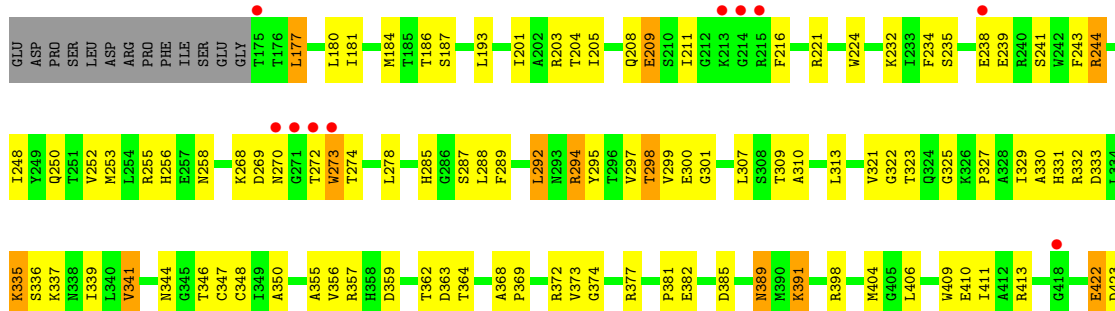 GLU ASP PRO SER LEU ASP ARG PRO PHE ILE SER GLU GLY T175 T176 L177 L180 I181 M184 T185 T186 S187 L193 I201 A202 R203 T204 I205 Q208 E209 S210 I211 G212 K213 G214 R215 F216 R221 W224 K232 I233 F234 S235 E238 E239 R240 S241 W242 F243 R244
I248 Y249 Q250 T251 V252 M253 L254 R255 H256 E257 N258 K268 D269 N270 G271 T272 W273 T274 L278 H285 G286 S287 L288 F289 L292 N293 R294 Y295 T296 V297 T298 V299 E300 G301 L307 S308 T309 A310 L313 V321 G322 T323 Q324 G325 K326 P327 A328 I329 A330 H331 R332 D333 L334
K335 S336 K337 N338 I339 L340 V341 N344 G345 T346 C347 C348 I349 A350 A355 V356 R357 H358 D359 T362 D363 T364 A368 P369 R372 V373 G374 R377 P381 E382 D385 N389 M390 K391 R398 M404 G405 L406 W409 E410 I411 A412 R413 G418 E422